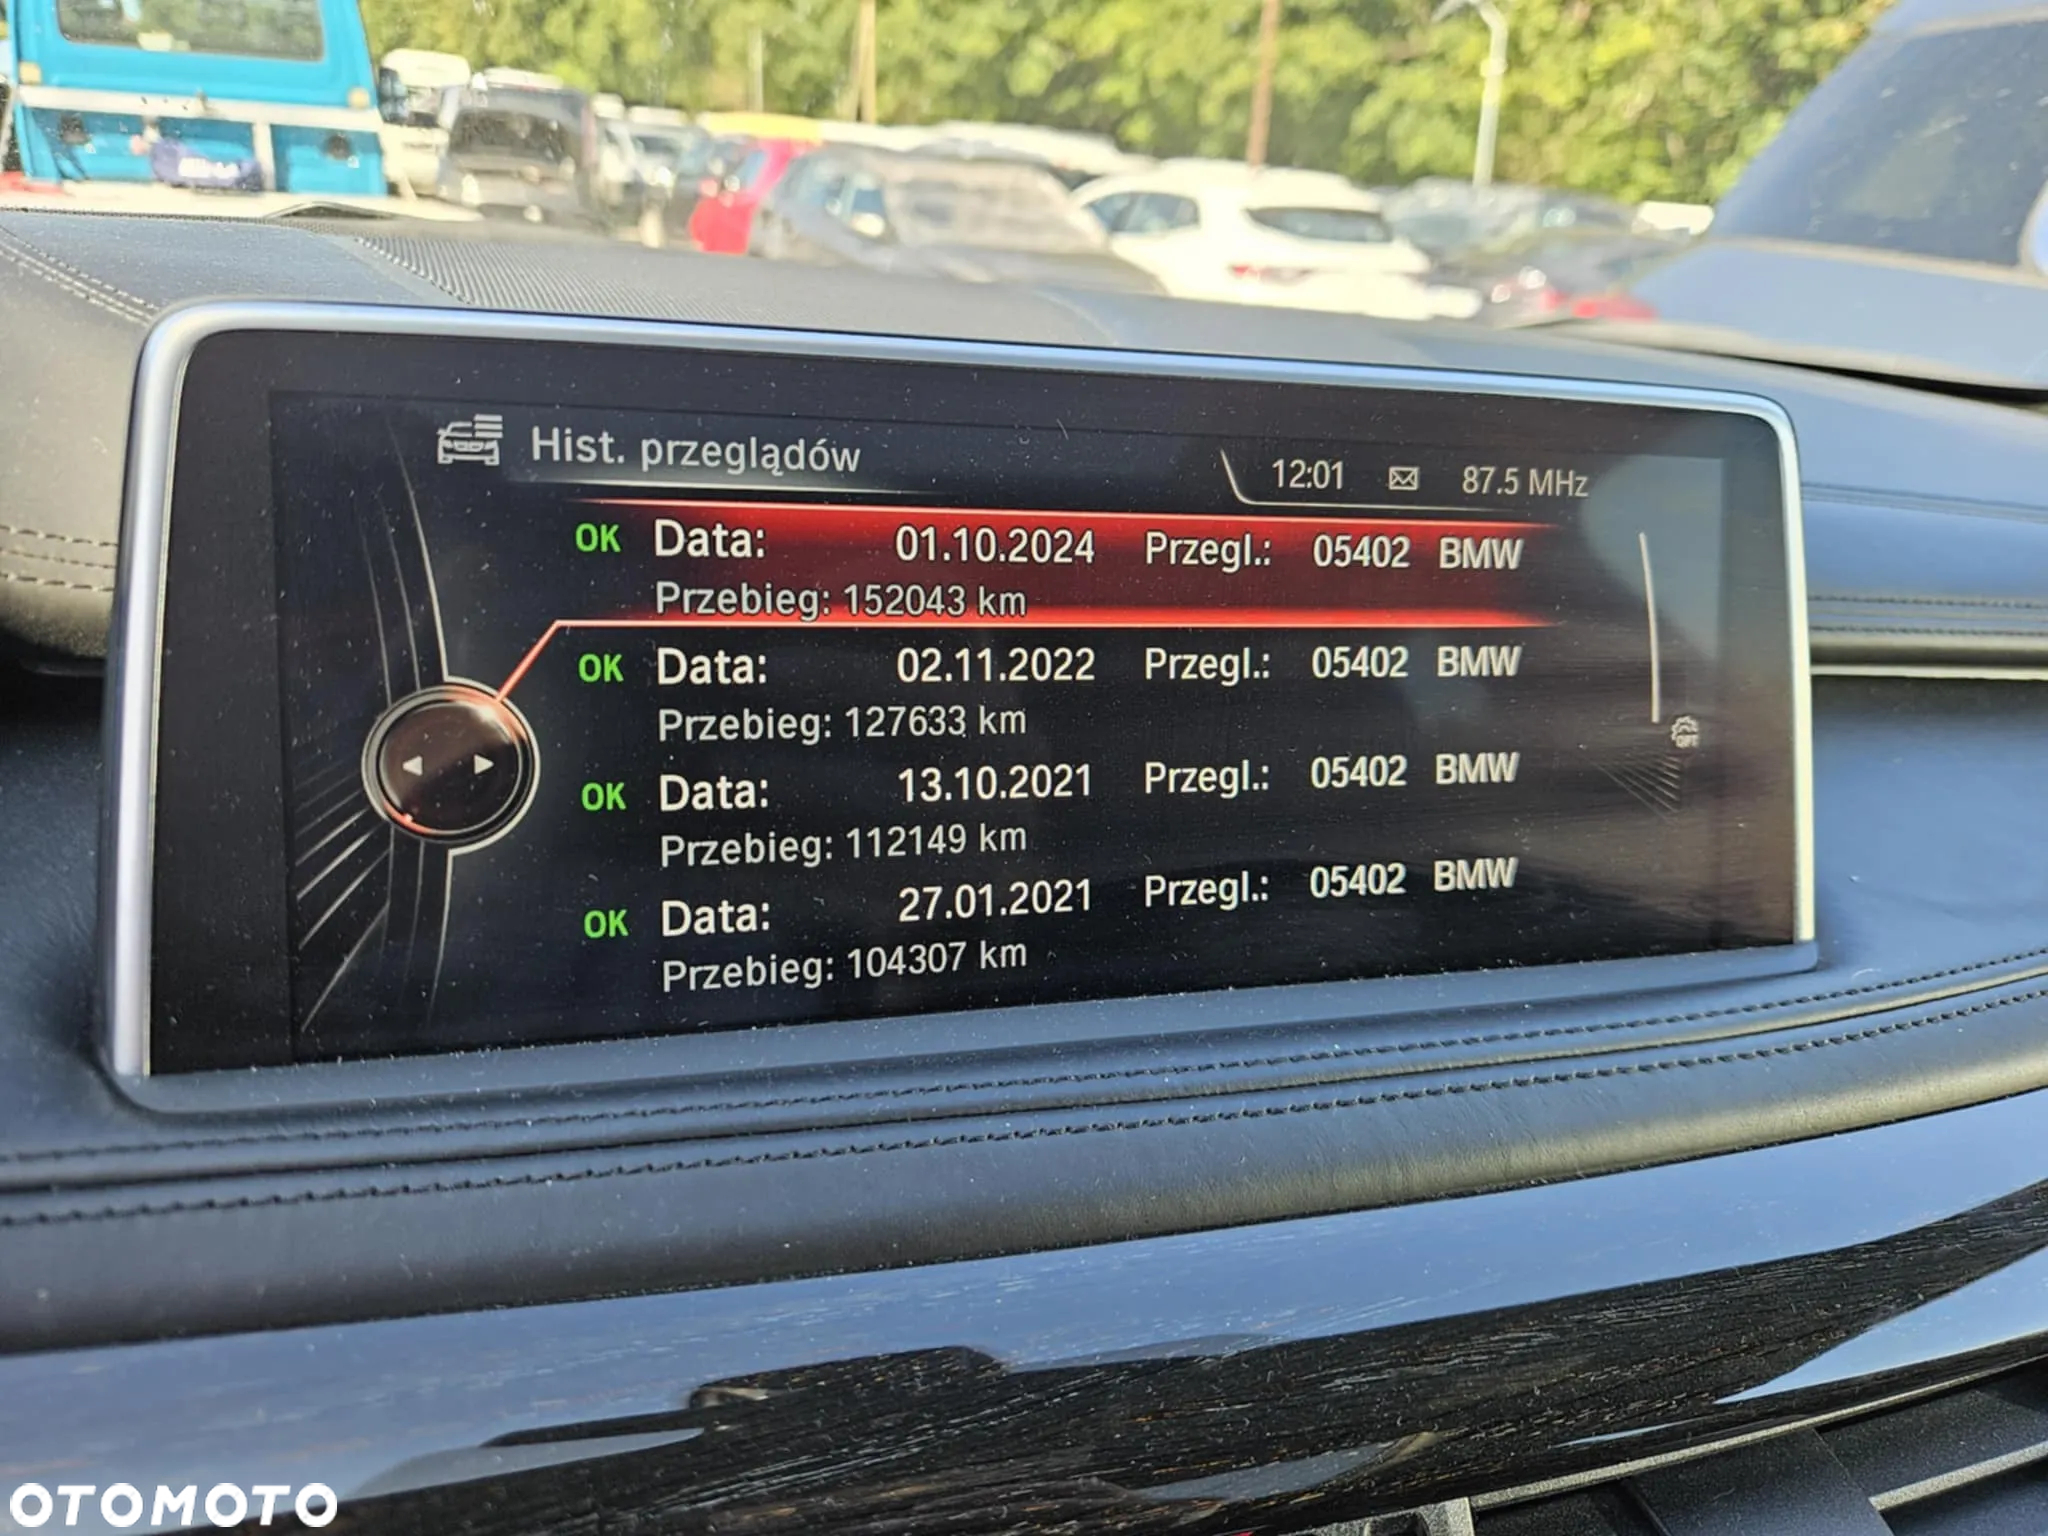 Hist. przeglądów
12:01 87.5 MHz
OK Data: 01.10.2024 Przegl.: 05402 BMW
Przebieg: 152043 km
OK Data: 02.11.2022 Przegl.: 05402 BMW
Przebieg: 127633 km
OK Data: 13.10.2021 Przegl.: 05402 BMW
Przebieg: 112149 km
OK Data: 27.01.2021 Przegl.: 05402 BMW
Przebieg: 104307 km
OPT
OTOMOTO